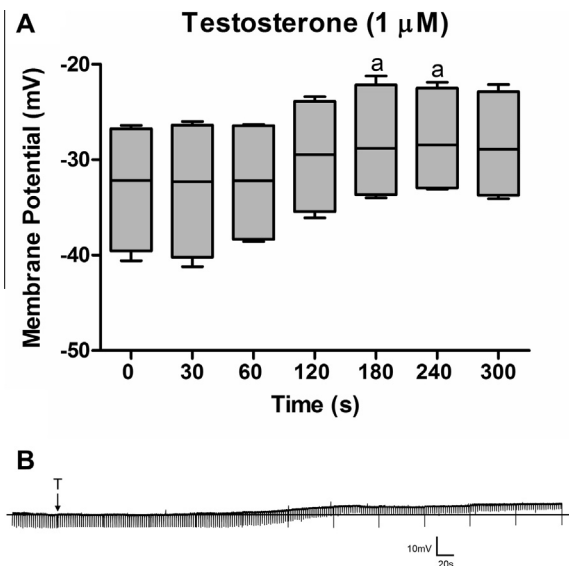 A
Testosterone (1 μM)
Membrane Potential (mV)
-20
-30
-40
-50
a
a
0 30 60 120 180 240 300
Time (s)
B
T
10mV
20s